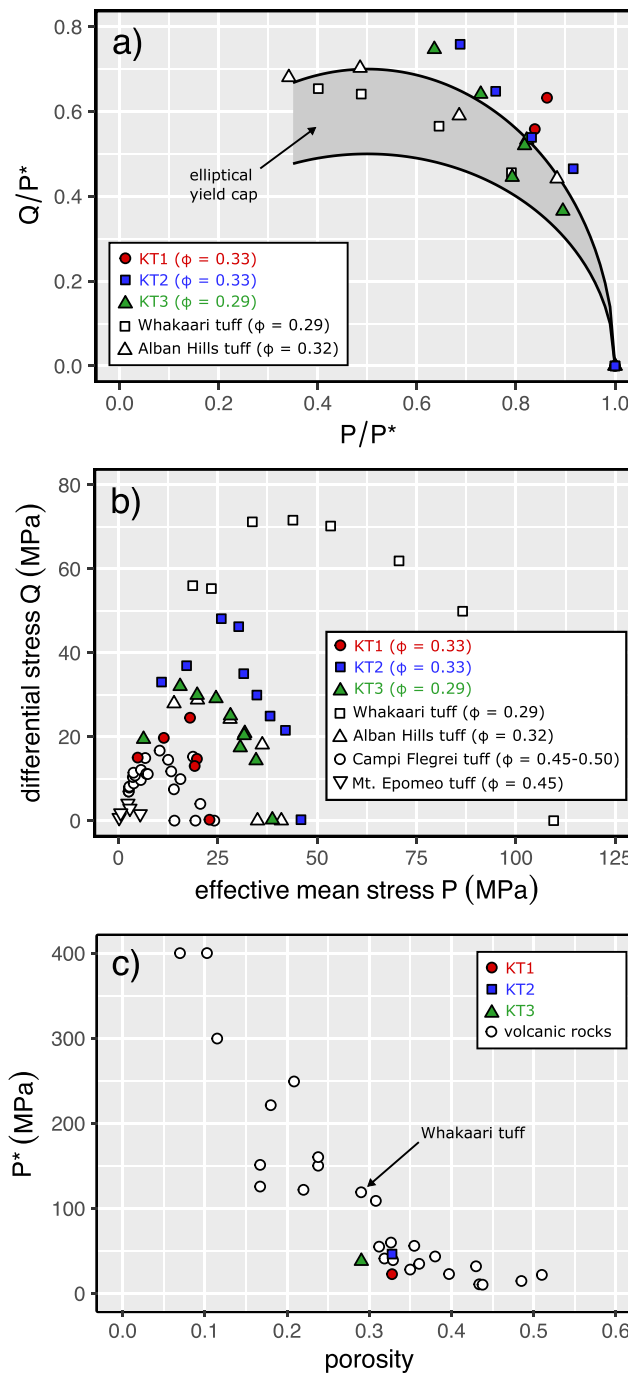 a)
0.8
0.6
0.4
0.2
0.0
Q/P*
elliptical
yield cap
KT1 (ϕ = 0.33)
KT2 (ϕ = 0.33)
KT3 (ϕ = 0.29)
Whakaari tuff (ϕ = 0.29)
Alban Hills tuff (ϕ = 0.32)
0.0 0.2 0.4 0.6 0.8 1.0
P/P*
b)
80
60
40
20
0
differential stress Q (MPa)
KT1 (ϕ = 0.33)
KT2 (ϕ = 0.33)
KT3 (ϕ = 0.29)
Whakaari tuff (ϕ = 0.29)
Alban Hills tuff (ϕ = 0.32)
Campi Flegrei tuff (ϕ = 0.45-0.50)
Mt. Epomeo tuff (ϕ = 0.45)
0 25 50 75 100 125
effective mean stress P (MPa)
c)
400
300
200
100
0
P* (MPa)
KT1
KT2
KT3
volcanic rocks
Whakaari tuff
0.0 0.1 0.2 0.3 0.4 0.5 0.6
porosity